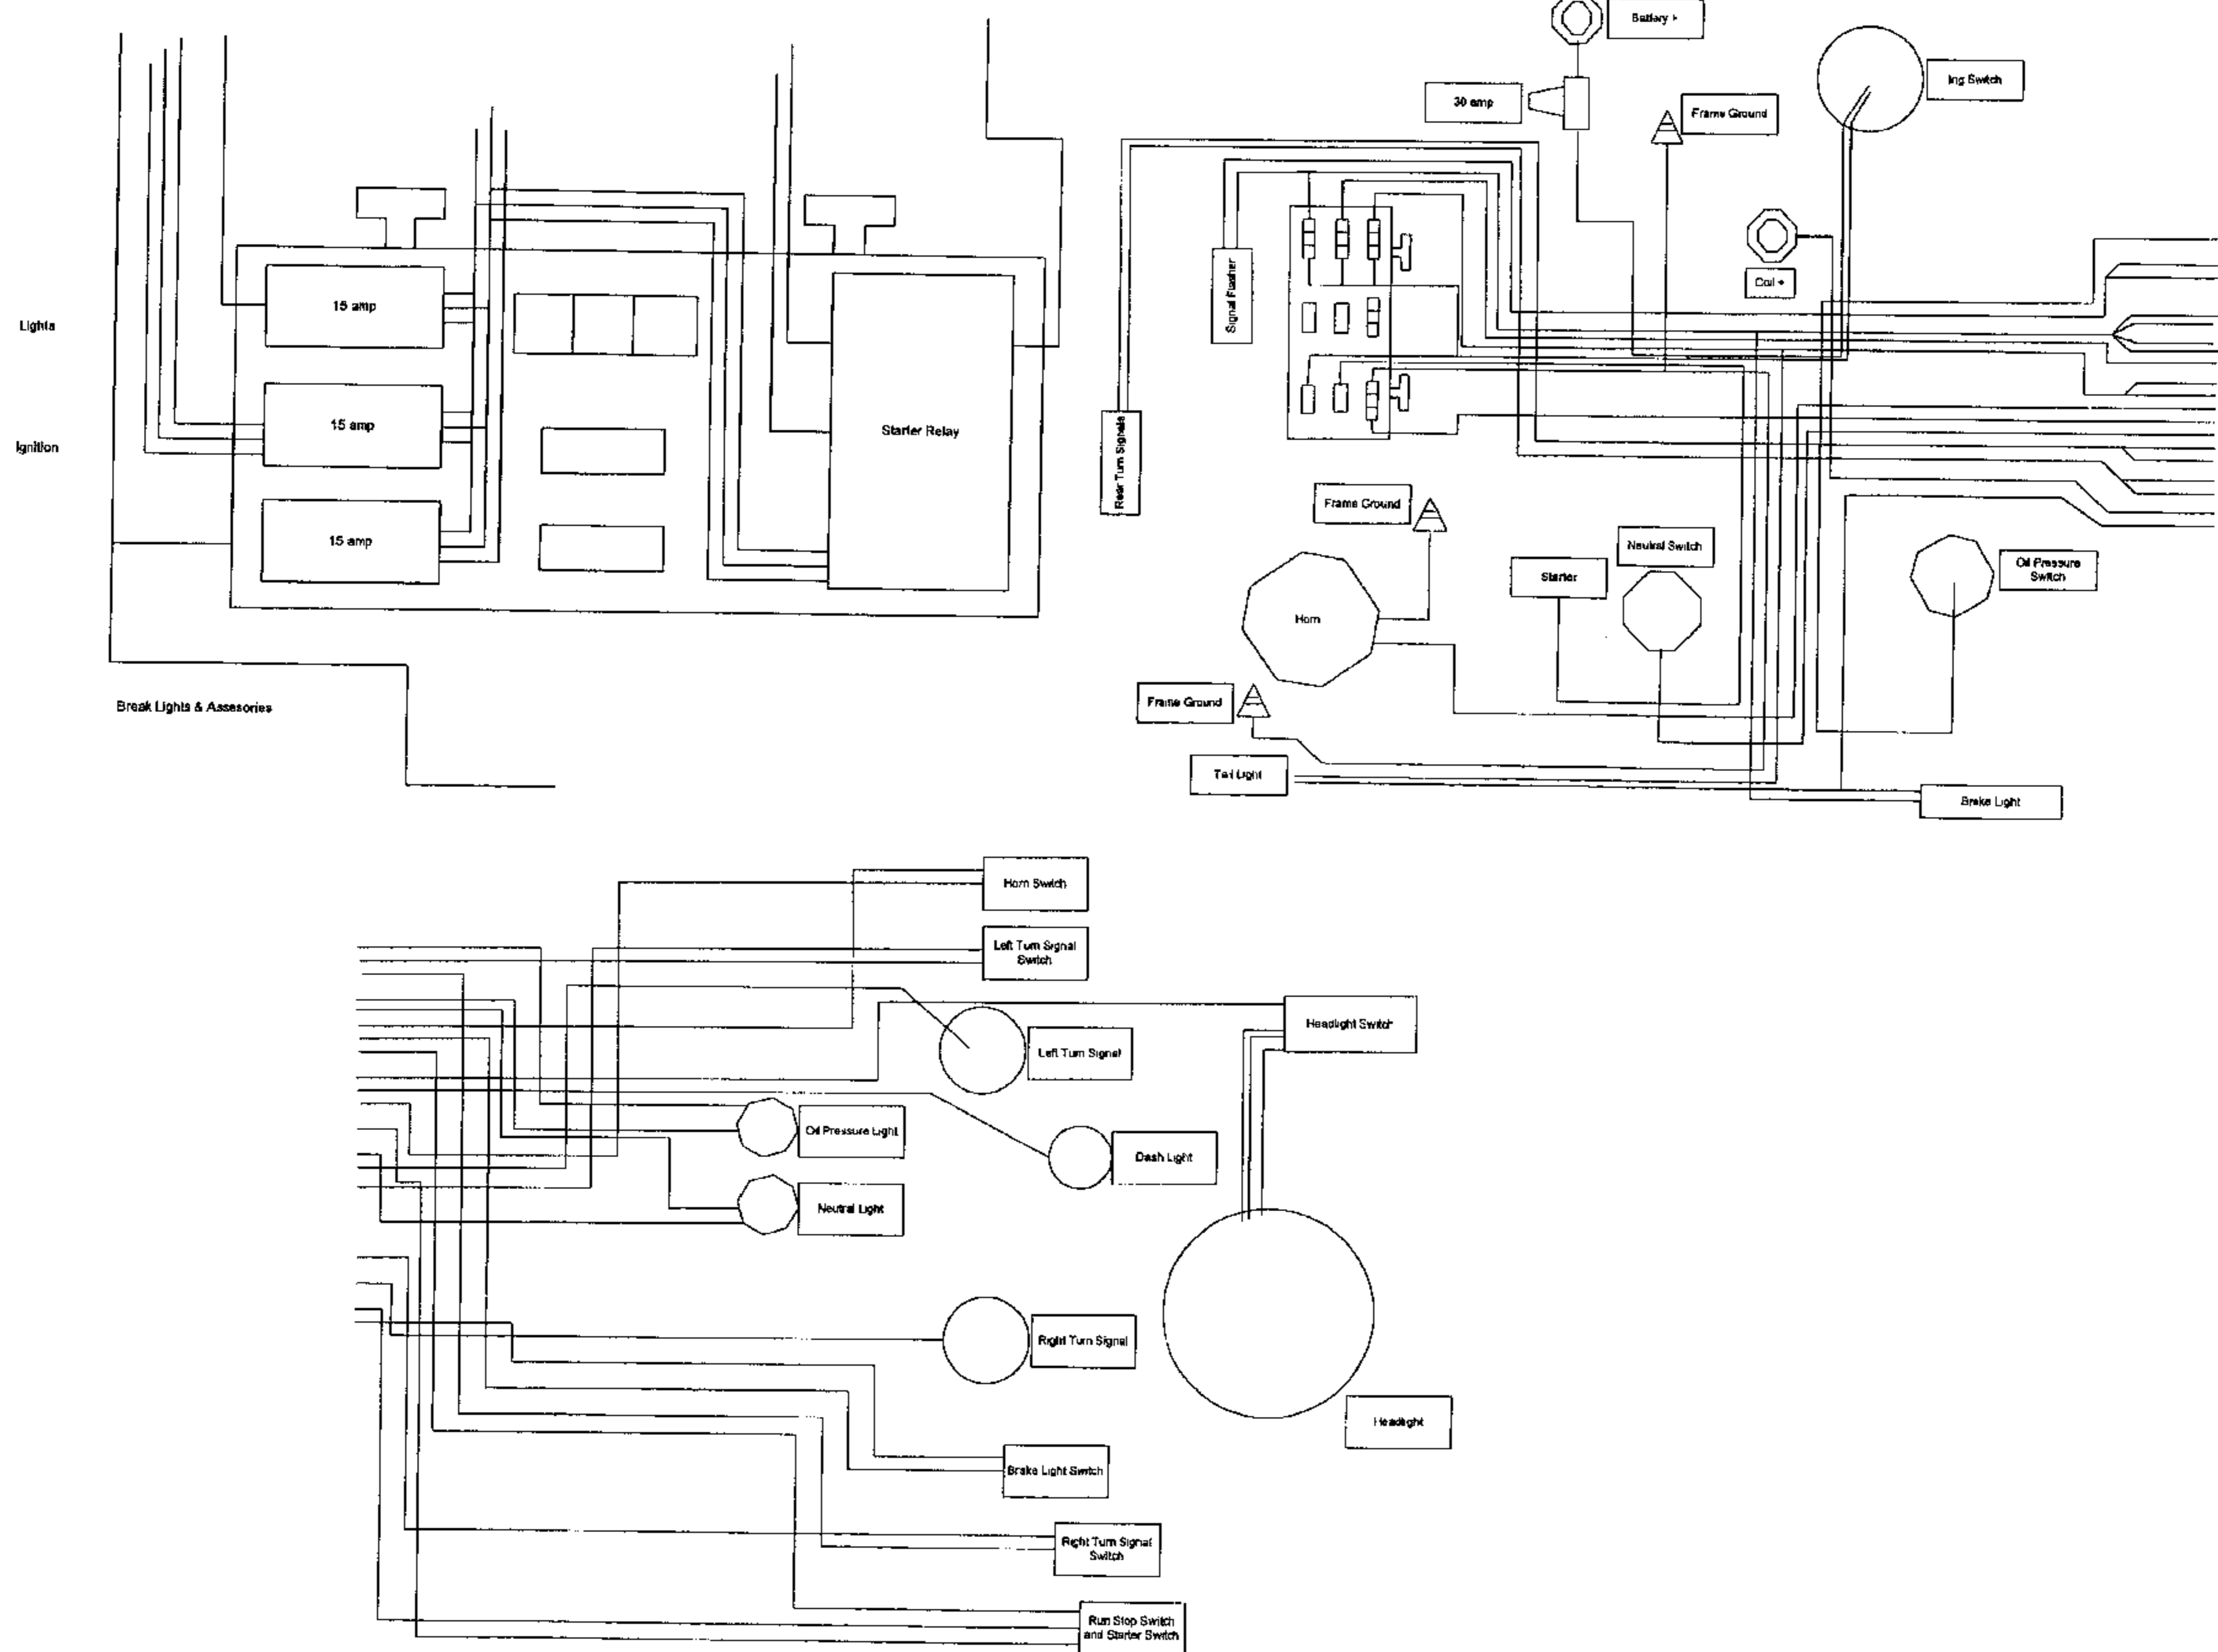 Battery +
Ing Switch
30 amp
Frame Ground
Coil +
Signal Flasher
Rear Turn Signals
15 amp
Lights
15 amp
Ignition
15 amp
Starter Relay
Break Lights & Assesories
Frame Ground
Neutral Switch
Starter
Oil Pressure
Switch
Horn
Frame Ground
Tail Light
Brake Light
Horn Switch
Left Turn Signal
Switch
Headlight Switch
Left Turn Signal
Oil Pressure Light
Dash Light
Neutral Light
Right Turn Signal
Headlight
Brake Light Switch
Right Turn Signal
Switch
Run Stop Switch
and Starter Switch